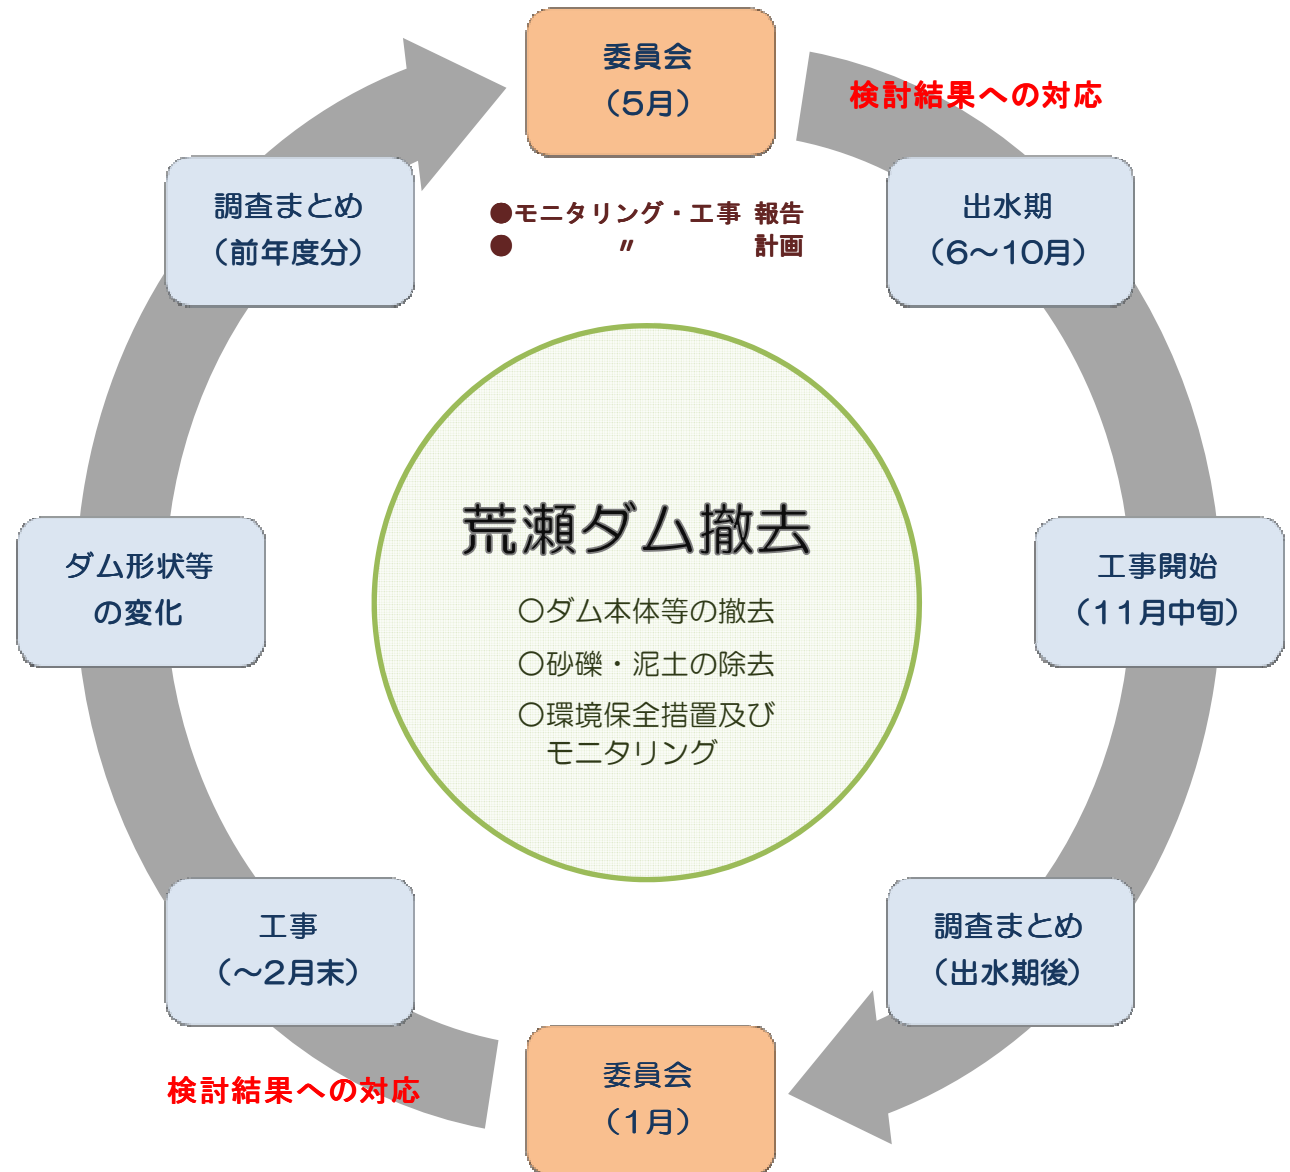 委員会
（5月）
検討結果への対応
調査まとめ
（前年度分）
●モニタリング・工事 報告
● 〃 計画
出水期
（6～10月）
荒瀬ダム撤去
○ダム本体等の撤去
○砂礫・泥土の除去
○環境保全措置及び
モニタリング
ダム形状等
の変化
工事開始
（11月中旬）
工事
（～2月末）
調査まとめ
（出水期後）
検討結果への対応
委員会
（1月）